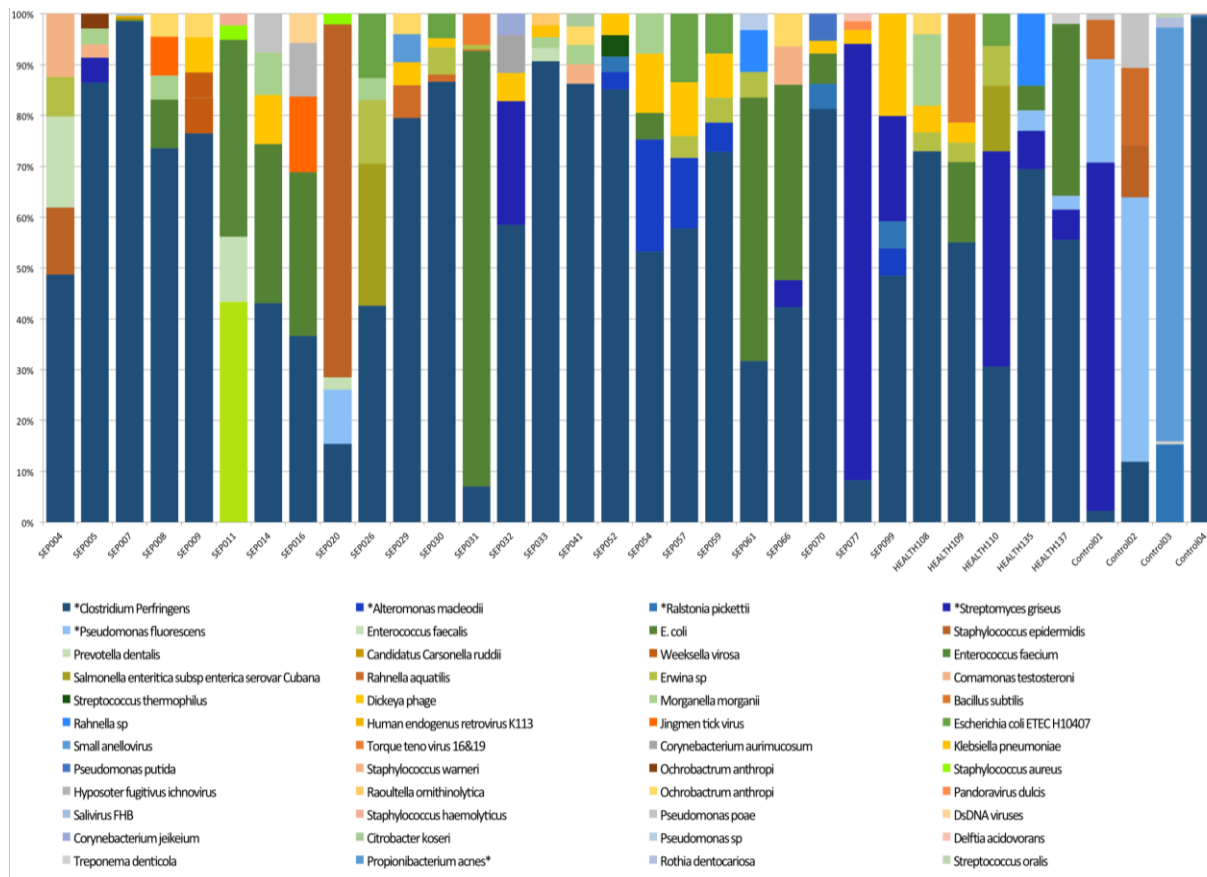 100%
90%
80%
70%
60%
50%
40%
30%
20%
10%
0%
SEP004 SEP005 SEP007 SEP008 SEP009 SEP011 SEP014 SEP016 SEP020 SEP026 SEP029 SEP030 SEP031 SEP032 SEP033 SEP041 SEP052 SEP054 SEP057 SEP059 SEP061 SEP066 SEP070 SEP077 SEP099 HEALTH108 HEALTH109 HEALTH110 HEALTH135 HEALTH137 Control01 Control02 Control03 Control04
*Clostridium Perfringens *Alteromonas macleodii *Ralstonia pickettii *Streptomyces griseus
*Pseudomonas fluorescens Enterococcus faecalis E. coli Staphylococcus epidermidis
Prevotella dentalis Candidatus Carsonella ruddii Weeksella virosa Enterococcus faecium
Salmonella enteritica subsp enterica serovar Cubana Rahnella aquatilis Erwina sp Comamonas testosteroni
Streptococcus thermophilus Dickeya phage Morganella morganii Bacillus subtilis
Rahnella sp Human endogenus retrovirus K113 Jingmen tick virus Escherichia coli ETEC H10407
Small anellovirus Torque teno virus 16&19 Corynebacterium aurimucosum Klebsiella pneumoniae
Pseudomonas putida Staphylococcus warneri Ochrobactrum anthropi Staphylococcus aureus
Hyposoter fugitivus ichnovirus Raoultella ornithinolytica Ochrobactrum anthropi Pandoravirus dulcis
Salivirus FHB Staphylococcus haemolyticus Pseudomonas poae DsDNA viruses
Corynebacterium jeikeium Citrobacter koseri Pseudomonas sp Delftia acidovorans
Treponema denticola Propionibacterium acnes* Rothia dentocariosa Streptococcus oralis